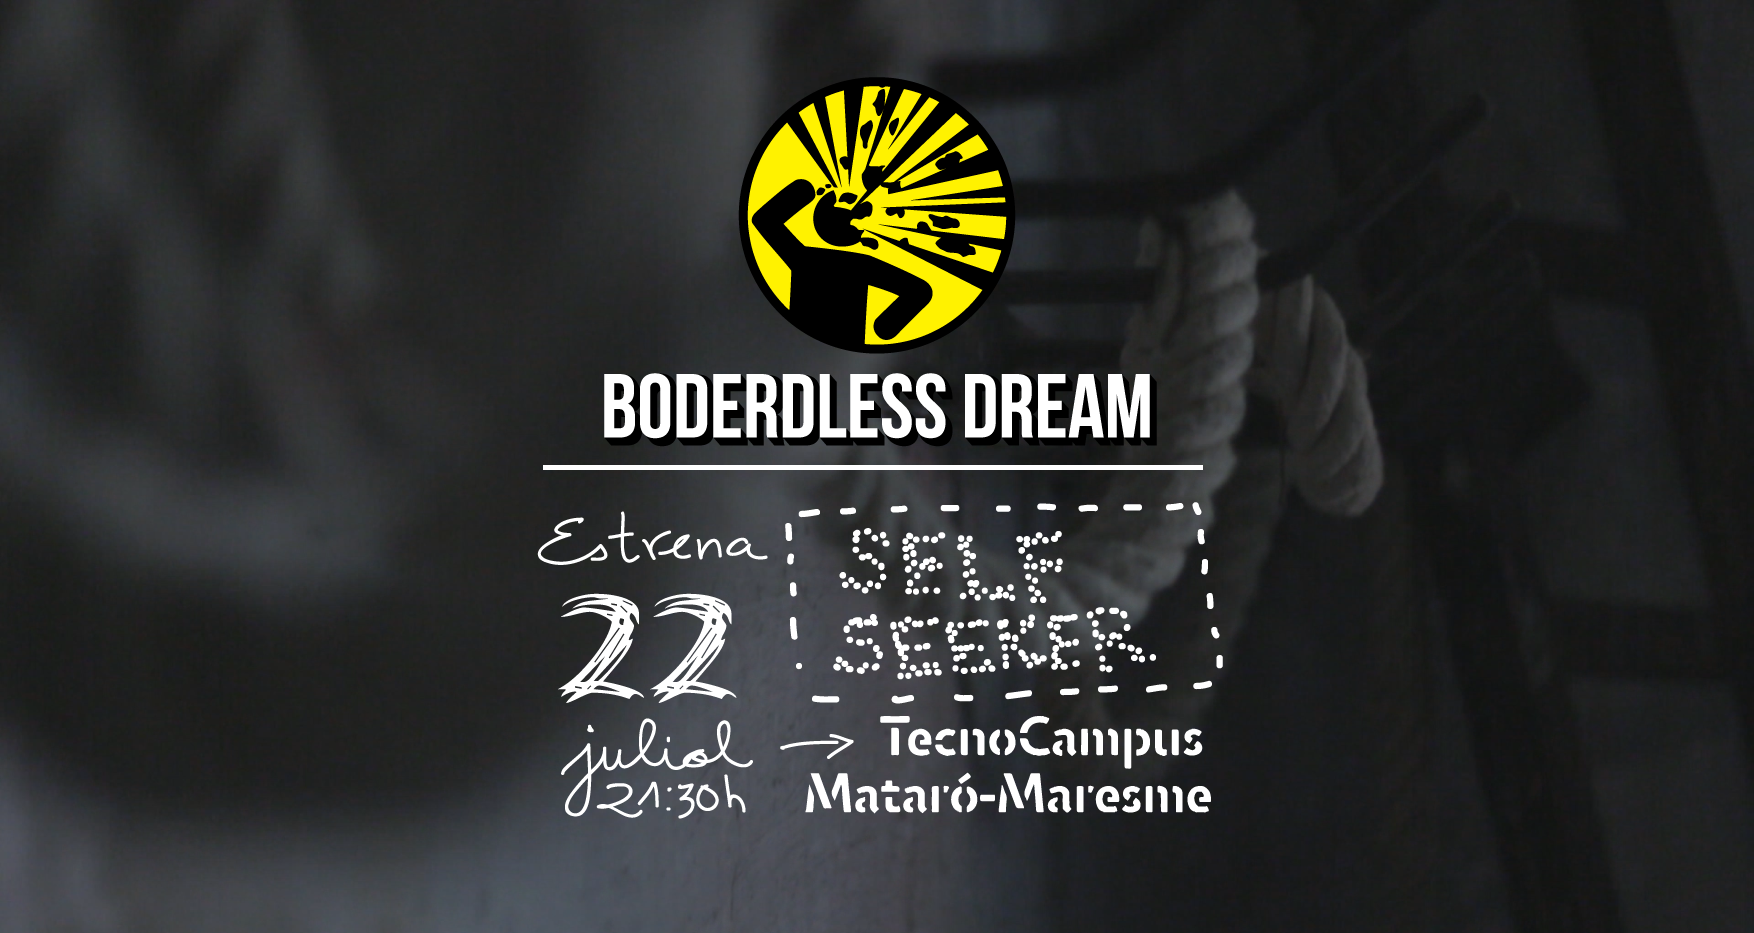 BODERDLESS DREAM
Estrena
22
juliol
21:30h
SELF
SEEKER
TecnoCampus
Mataró-Maresme